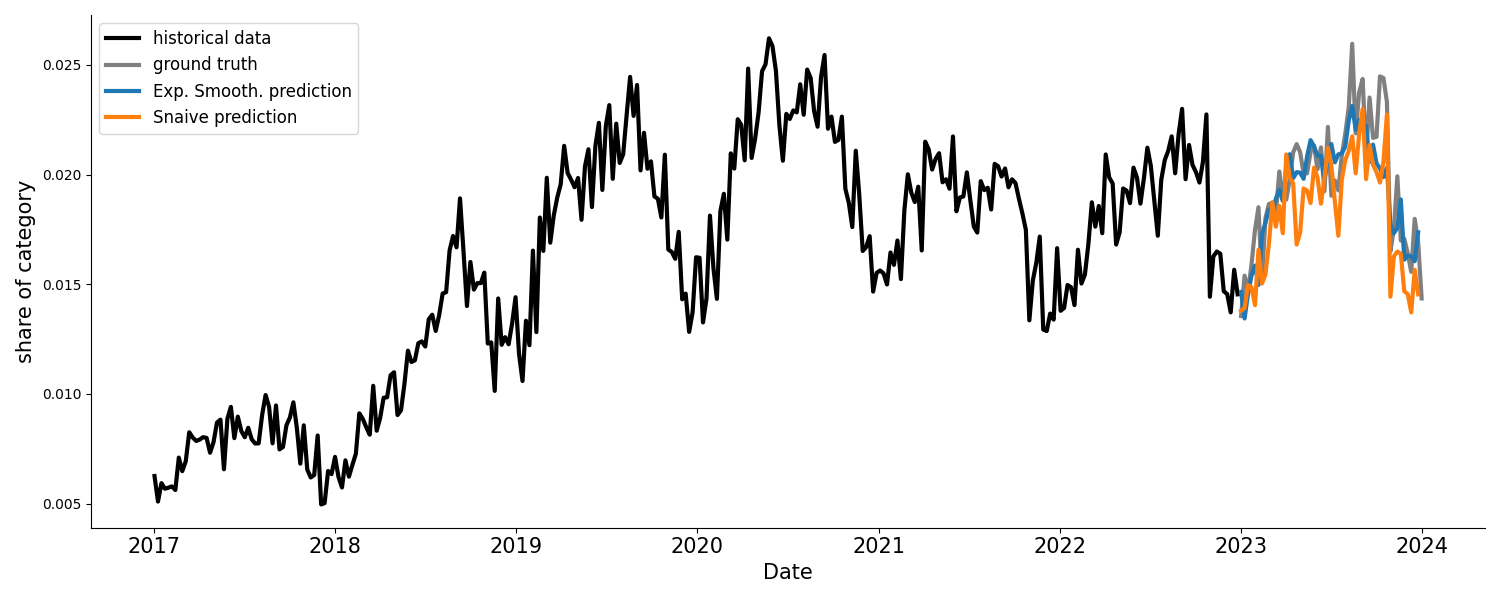 historical data
ground truth
Exp. Smooth. prediction
Snaive prediction
share of category
0.025
0.020
0.015
0.010
0.005
2017 2018 2019 2020 2021 2022 2023 2024
Date